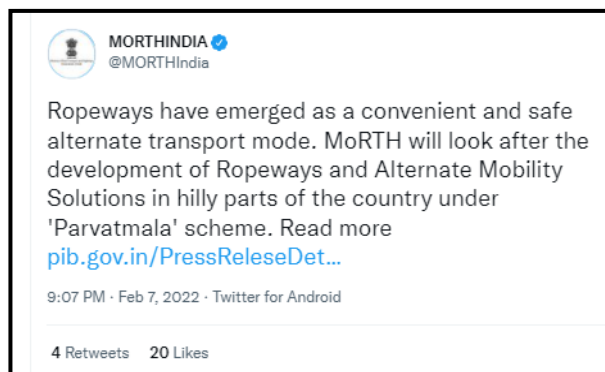 MORTHINDIA
@MORTHIndia
Ropeways have emerged as a convenient and safe
alternate transport mode. MoRTH will look after the
development of Ropeways and Alternate Mobility
Solutions in hilly parts of the country under
'Parvatmala' scheme. Read more
pib.gov.in/PressReleseDet...
9:07 PM · Feb 7, 2022 · Twitter for Android
4 Retweets 20 Likes